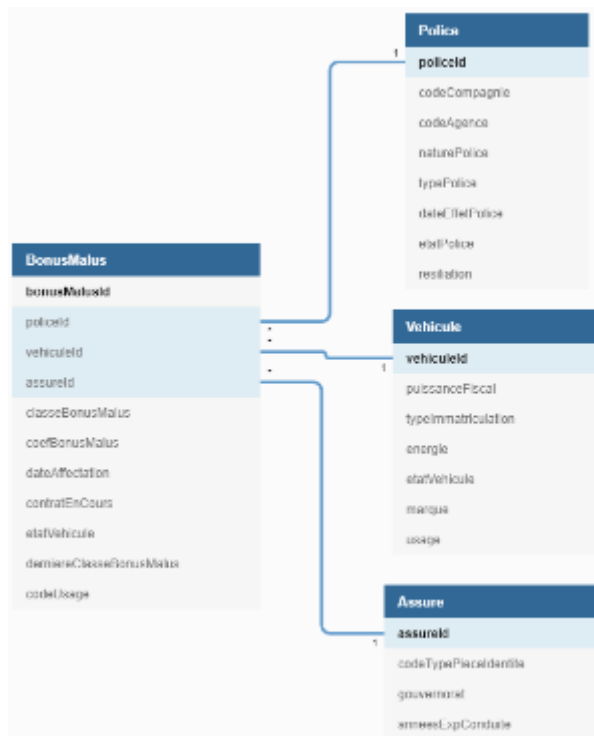 Police
1
policeId
codeCompagnie
codeAgence
naturePolice
typePolice
dateEffetPolice
etatPolice
resiliation
BonusMalus
bonusMalusId
policeId
*
vehiculeId
*
assureId
*
classeBonusMalus
coefBonusMalus
dateAffectation
contratEnCours
etatVehicule
derniereClasseBonusMalus
codeUsage
Vehicule
vehiculeId
1
puissanceFiscal
typeImmatriculation
energie
etatVehicule
marque
usage
Assure
assureId
1
codeTypePieceIdentite
gouvernorat
anneesExpConduite